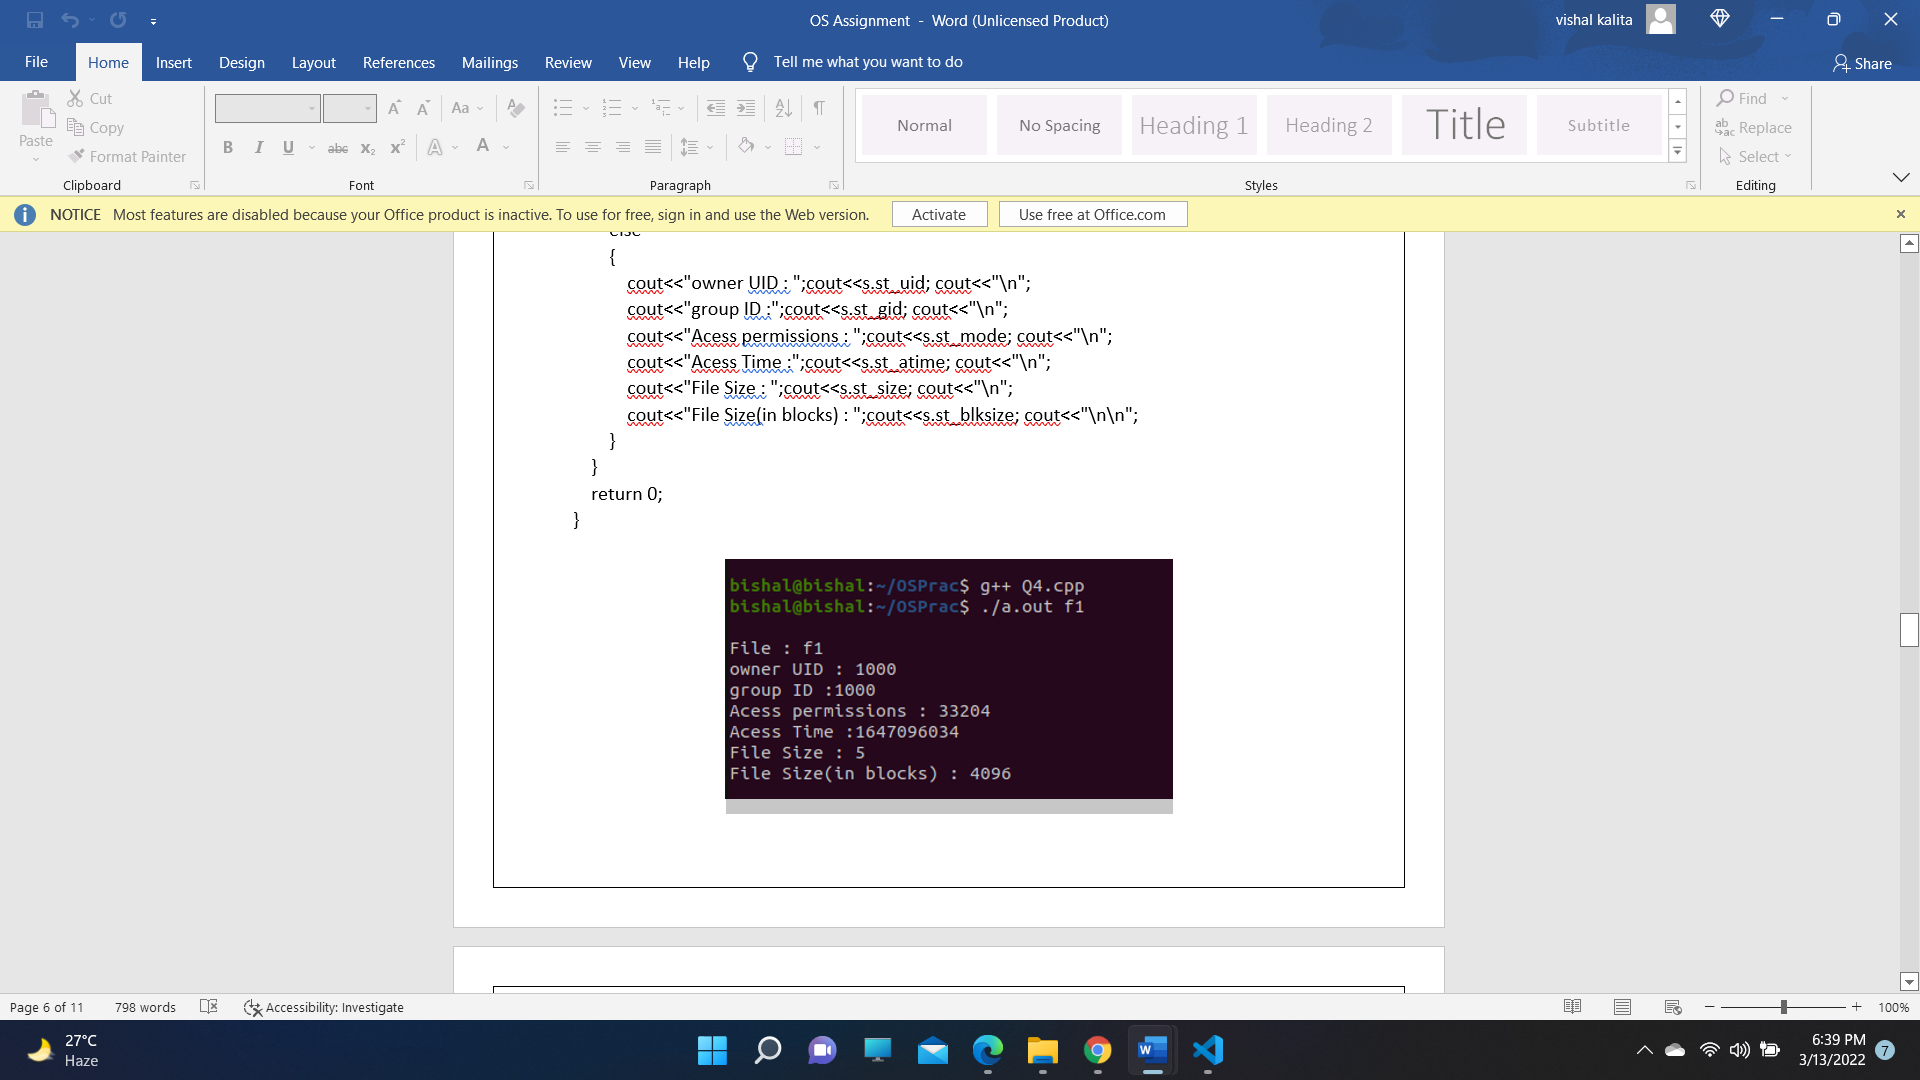 OS Assignment - Word (Unlicensed Product)
vishal kalita
File Home Insert Design Layout References Mailings Review View Help Tell me what you want to do
Share
Paste
Cut
Copy
Format Painter
Clipboard
Font
Paragraph
Normal
No Spacing
Heading 1
Heading 2
Title
Subtitle
Styles
Find
Replace
Select
Editing
NOTICE Most features are disabled because your Office product is inactive. To use for free, sign in and use the Web version. Activate Use free at Office.com
else
{
cout<<"owner UID : ";cout<<s.st_uid; cout<<"\n";
cout<<"group ID :";cout<<s.st_gid; cout<<"\n";
cout<<"Acess permissions : ";cout<<s.st_mode; cout<<"\n";
cout<<"Acess Time :";cout<<s.st_atime; cout<<"\n";
cout<<"File Size : ";cout<<s.st_size; cout<<"\n";
cout<<"File Size(in blocks) : ";cout<<s.st_blksize; cout<<"\n\n";
}
}
return 0;
}
bishal@bishal:~/OSPrac$ g++ Q4.cpp
bishal@bishal:~/OSPrac$ ./a.out f1
File : f1
owner UID : 1000
group ID :1000
Acess permissions : 33204
Acess Time :1647096034
File Size : 5
File Size(in blocks) : 4096
Page 6 of 11 798 words Accessibility: Investigate
100%
27°C
Haze
6:39 PM
3/13/2022
7